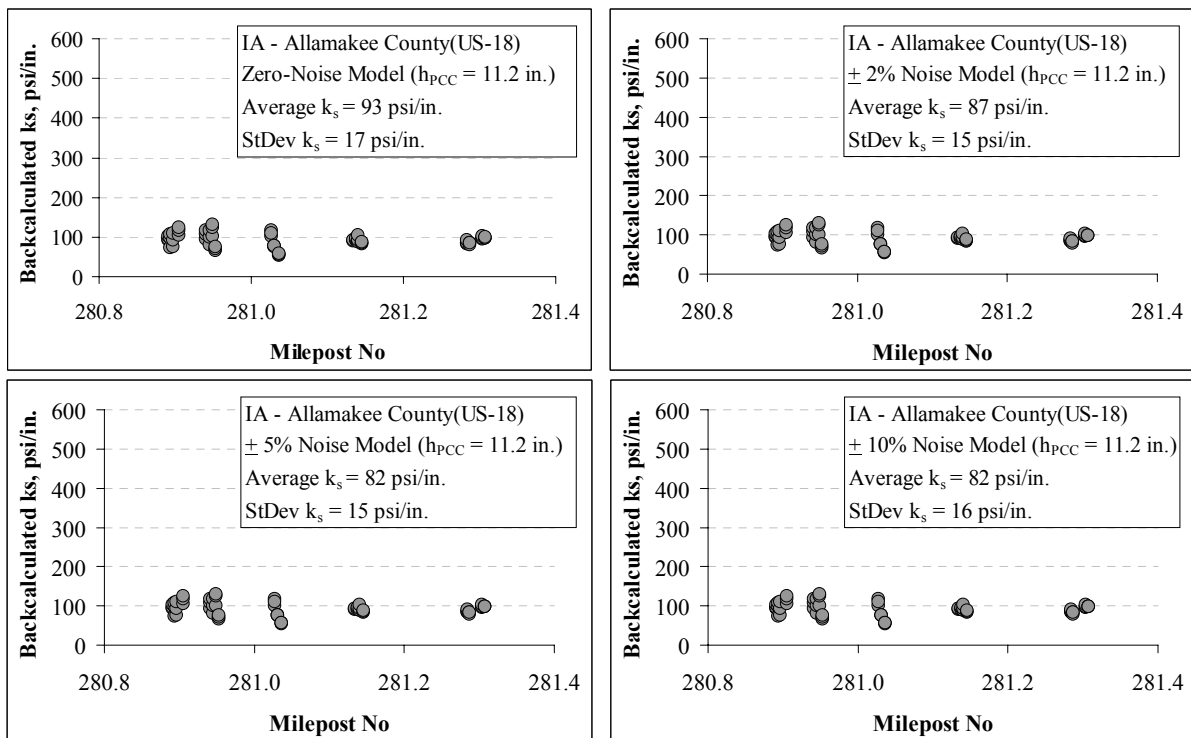 IA - Allamakee County(US-18)
Zero-Noise Model (hPCC = 11.2 in.)
Average ks = 93 psi/in.
StDev ks = 17 psi/in.
Backcalculated ks, psi/in.
600
500
400
300
200
100
0
280.8 281.0 281.2 281.4
Milepost No
IA - Allamakee County(US-18)
+ 2% Noise Model (hPCC = 11.2 in.)
Average ks = 87 psi/in.
StDev ks = 15 psi/in.
Backcalculated ks, psi/in.
600
500
400
300
200
100
0
280.8 281.0 281.2 281.4
Milepost No
IA - Allamakee County(US-18)
+ 5% Noise Model (hPCC = 11.2 in.)
Average ks = 82 psi/in.
StDev ks = 15 psi/in.
Backcalculated ks, psi/in.
600
500
400
300
200
100
0
280.8 281.0 281.2 281.4
Milepost No
IA - Allamakee County(US-18)
+ 10% Noise Model (hPCC = 11.2 in.)
Average ks = 82 psi/in.
StDev ks = 16 psi/in.
Backcalculated ks, psi/in.
600
500
400
300
200
100
0
280.8 281.0 281.2 281.4
Milepost No